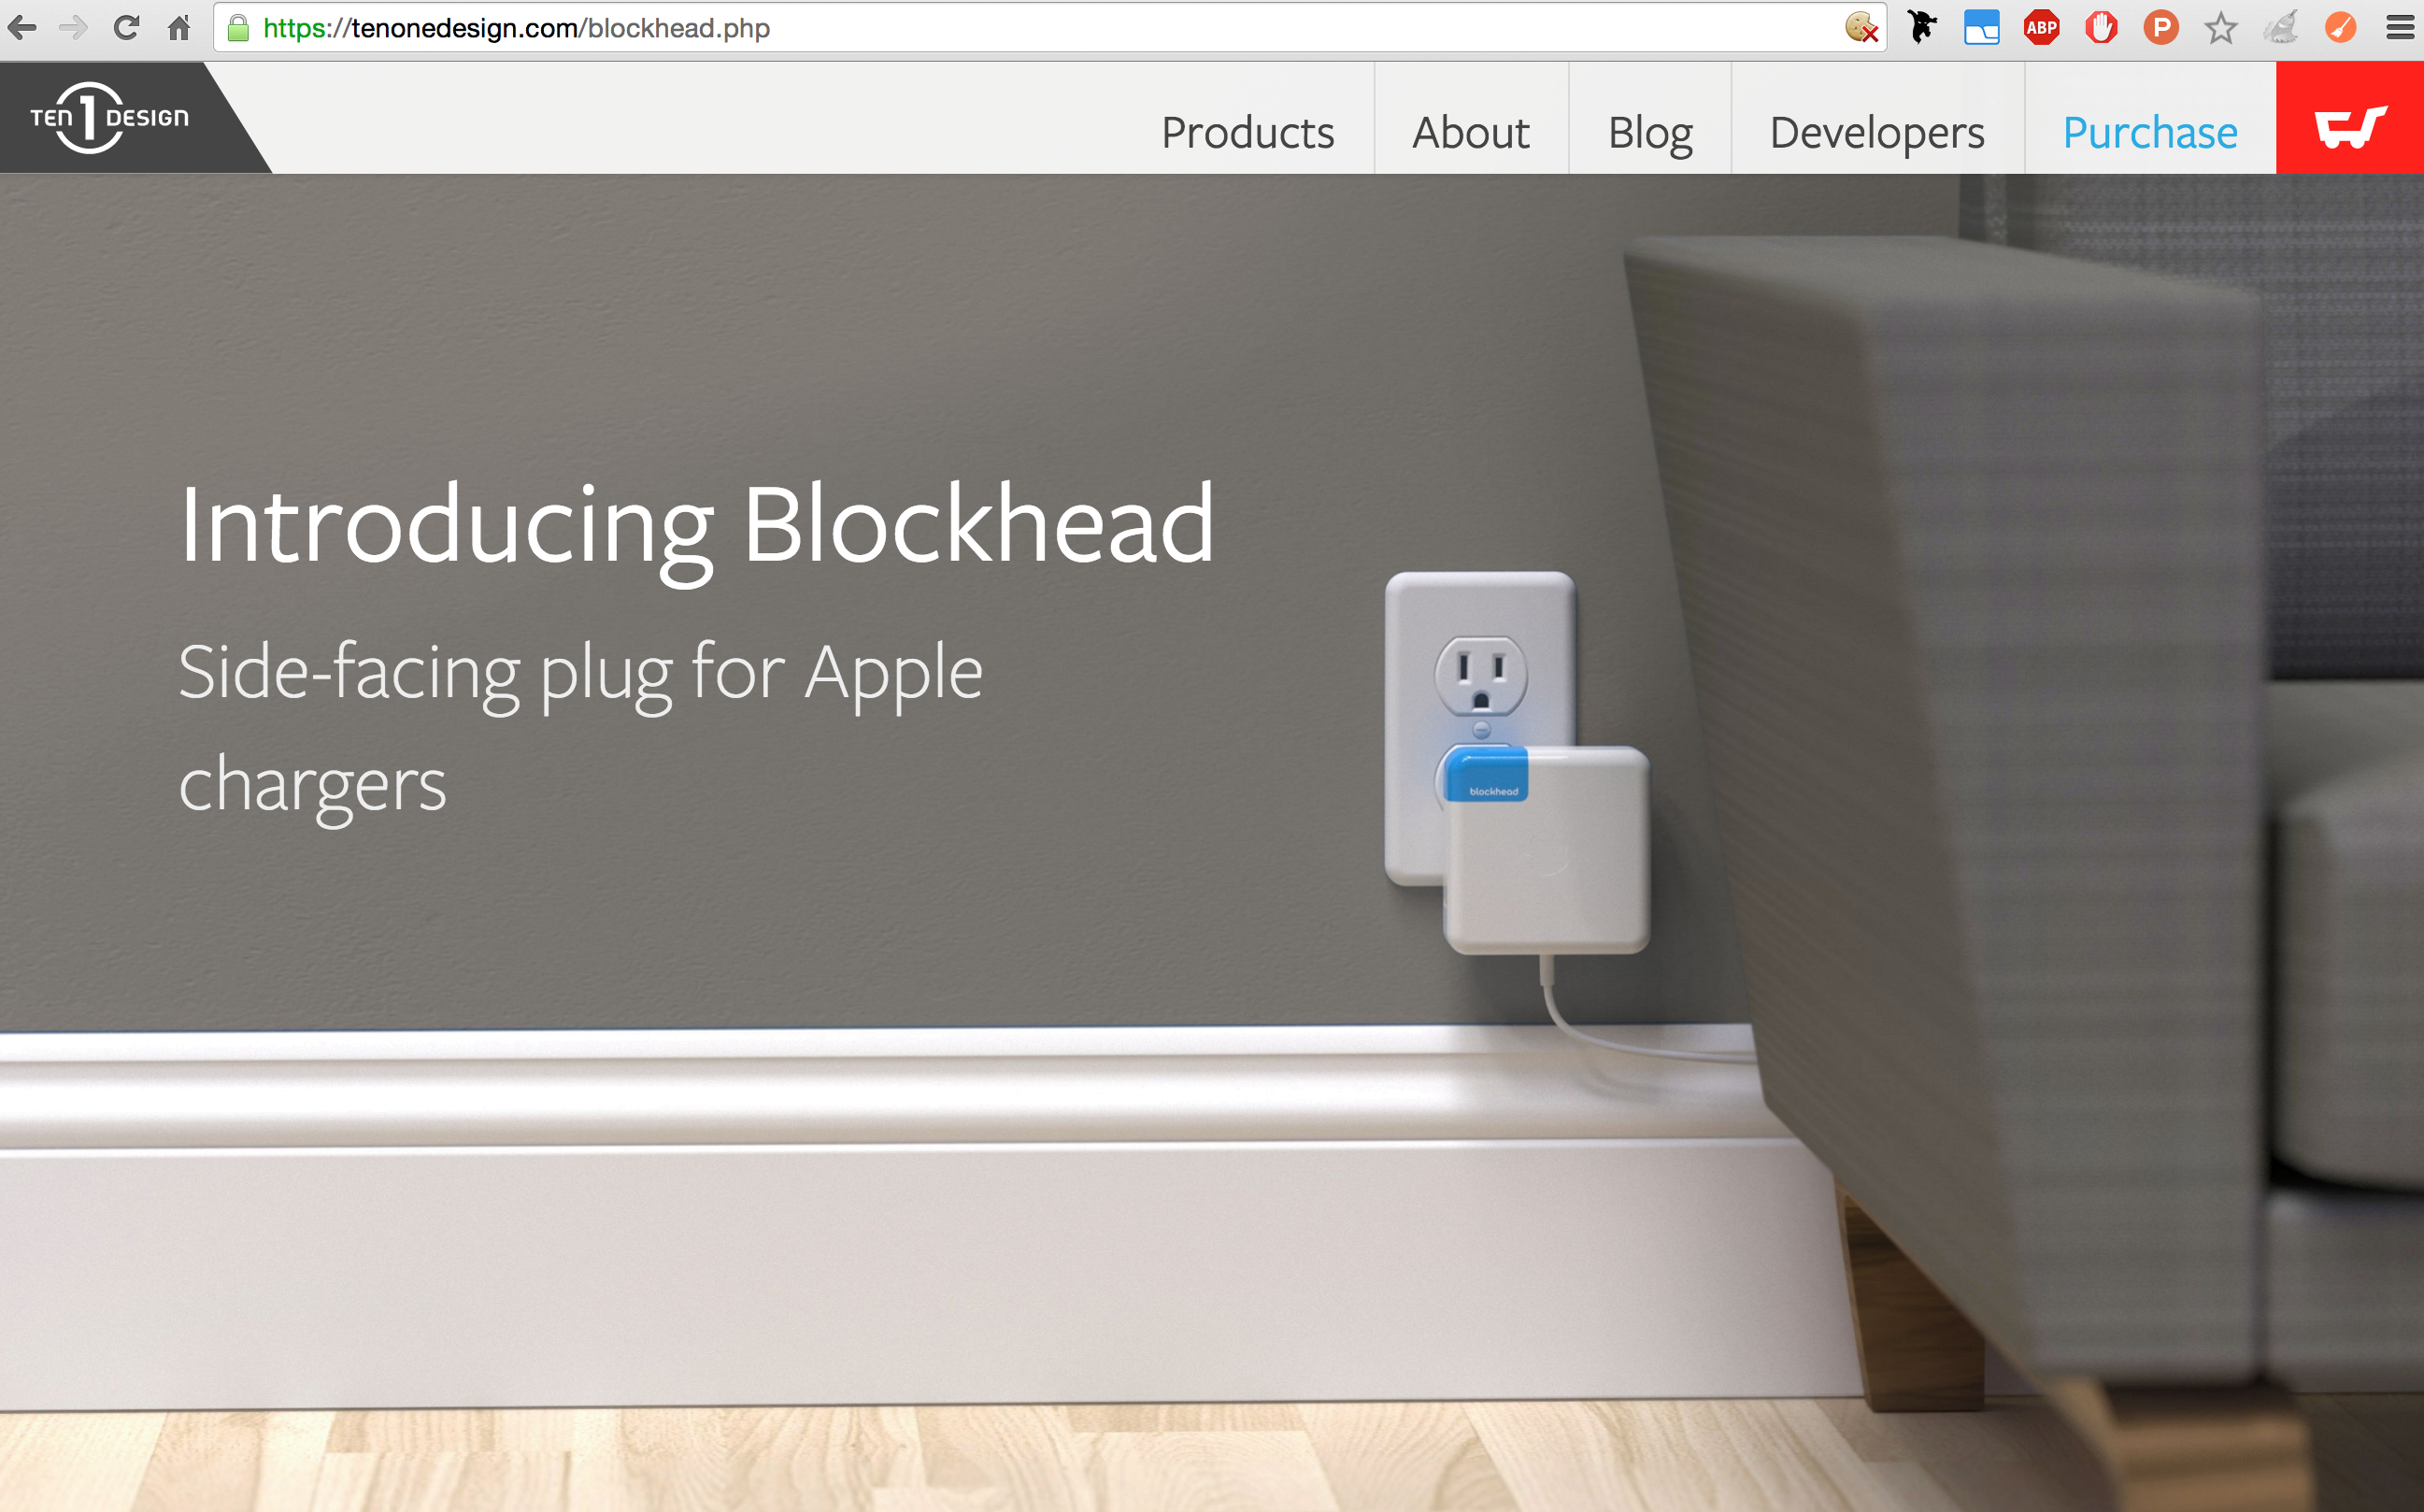 https://tenonedesign.com/blockhead.php
ABP
P
TEN 1 DESIGN
Products
About
Blog
Developers
Purchase
Introducing Blockhead
Side-facing plug for Apple
chargers
blockhead